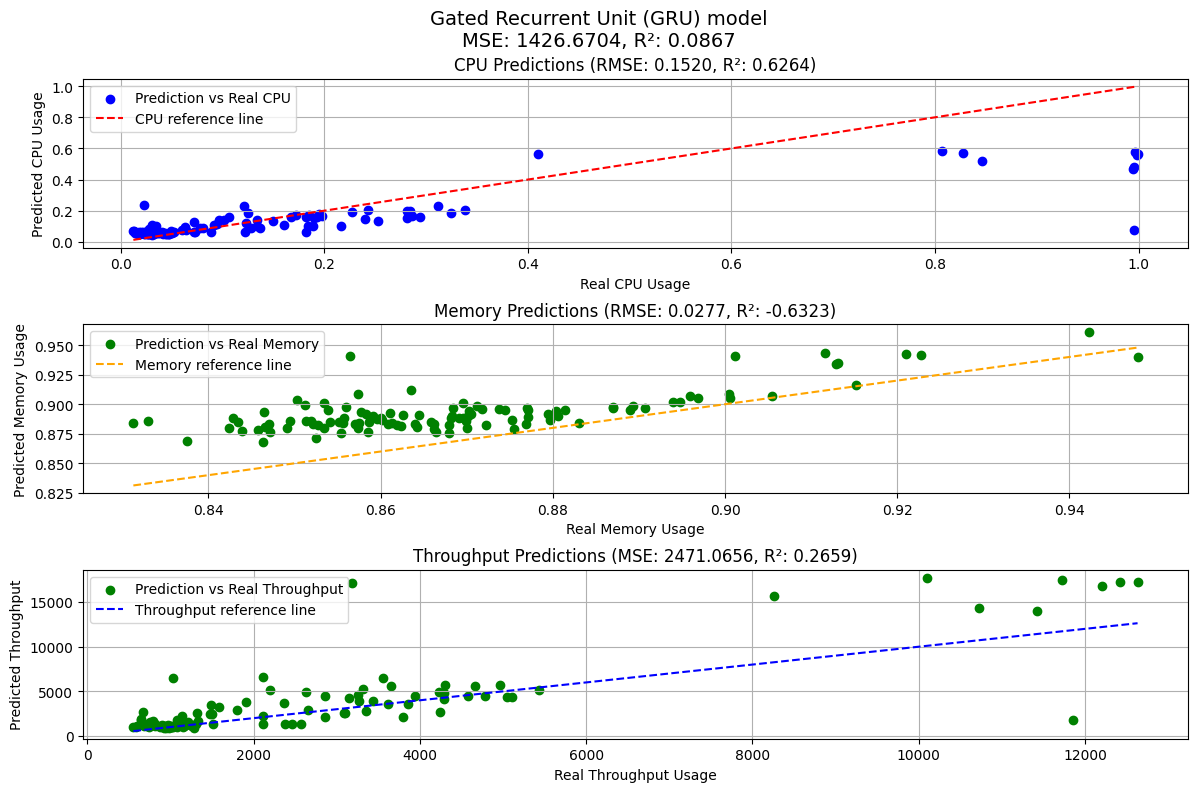 Gated Recurrent Unit (GRU) model
MSE: 1426.6704, R²: 0.0867
CPU Predictions (RMSE: 0.1520, R²: 0.6264)
Prediction vs Real CPU
CPU reference line
Predicted CPU Usage
1.0
0.8
0.6
0.4
0.2
0.0
0.0 0.2 0.4 0.6 0.8 1.0
Real CPU Usage
Memory Predictions (RMSE: 0.0277, R²: -0.6323)
Prediction vs Real Memory
Memory reference line
Predicted Memory Usage
0.950
0.925
0.900
0.875
0.850
0.825
0.84 0.86 0.88 0.90 0.92 0.94
Real Memory Usage
Throughput Predictions (MSE: 2471.0656, R²: 0.2659)
Prediction vs Real Throughput
Throughput reference line
Predicted Throughput
15000
10000
5000
0
0 2000 4000 6000 8000 10000 12000
Real Throughput Usage